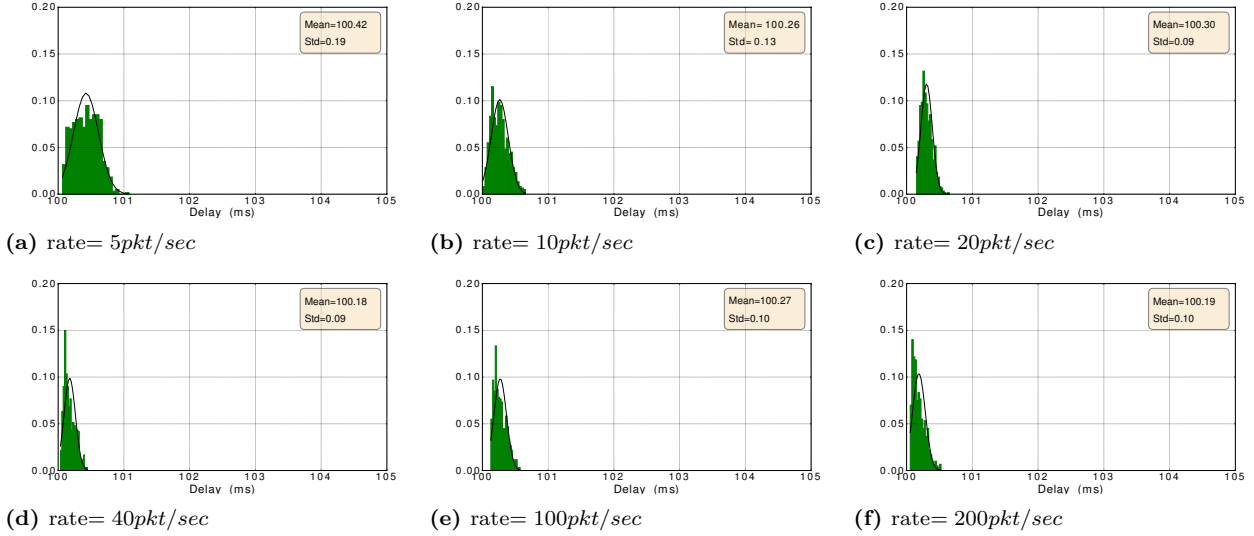 0.20
Mean=100.42
Std=0.19
0.15
0.10
0.05
0.00
100 101 102 103 104 105
Delay (ms)
(a) rate= 5pkt/sec
0.20
Mean= 100.26
Std= 0.13
0.15
0.10
0.05
0.00
100 101 102 103 104 105
Delay (ms)
(b) rate= 10pkt/sec
0.20
Mean=100.30
Std=0.09
0.15
0.10
0.05
0.00
100 101 102 103 104 105
Delay (ms)
(c) rate= 20pkt/sec
0.20
Mean=100.18
Std=0.09
0.15
0.10
0.05
0.00
100 101 102 103 104 105
Delay (ms)
(d) rate= 40pkt/sec
0.20
Mean=100.27
Std=0.10
0.15
0.10
0.05
0.00
100 101 102 103 104 105
Delay (ms)
(e) rate= 100pkt/sec
0.20
Mean=100.19
Std=0.10
0.15
0.10
0.05
0.00
100 101 102 103 104 105
Delay (ms)
(f) rate= 200pkt/sec